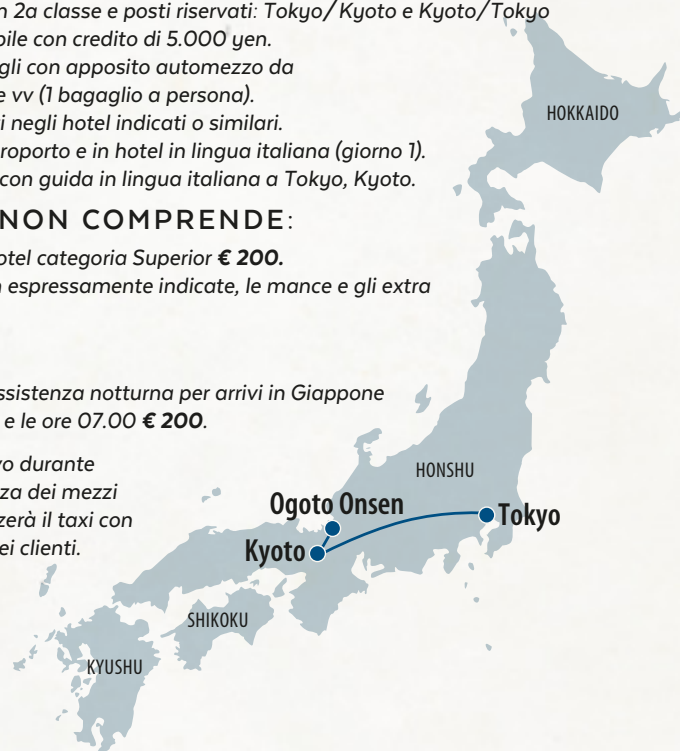 n 2a classe e posti riservati: Tokyo/Kyoto e Kyoto/Tokyo
bile con credito di 5.000 yen.
gli con apposito automezzo da
e vv (1 bagaglio a persona).
i negli hotel indicati o similari.
roporto e in hotel in lingua italiana (giorno 1).
con guida in lingua italiana a Tokyo, Kyoto.
NON COMPRENDE:
otel categoria Superior € 200.
n espressamente indicate, le mance e gli extra
ssistenza notturna per arrivi in Giappone
e le ore 07.00 € 200.
vo durante
za dei mezzi
zerà il taxi con
ei clienti.
HOKKAIDO
HONSHU
Ogoto Onsen
Tokyo
Kyoto
SHIKOKU
KYUSHU